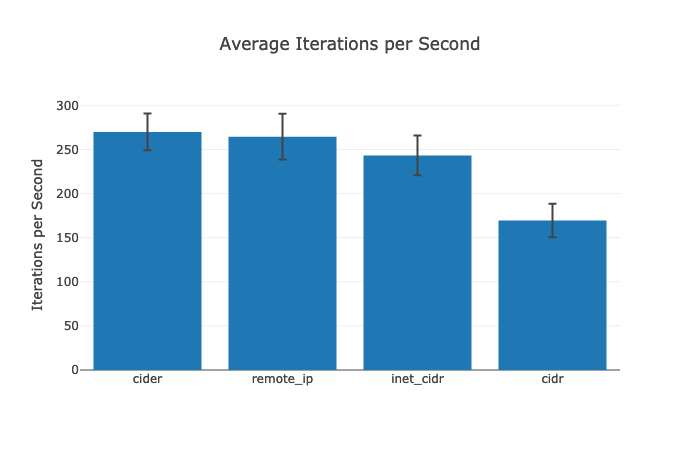 Average Iterations per Second
Iterations per Second
300
250
200
150
100
50
0
cider
remote_ip
inet_cidr
cidr